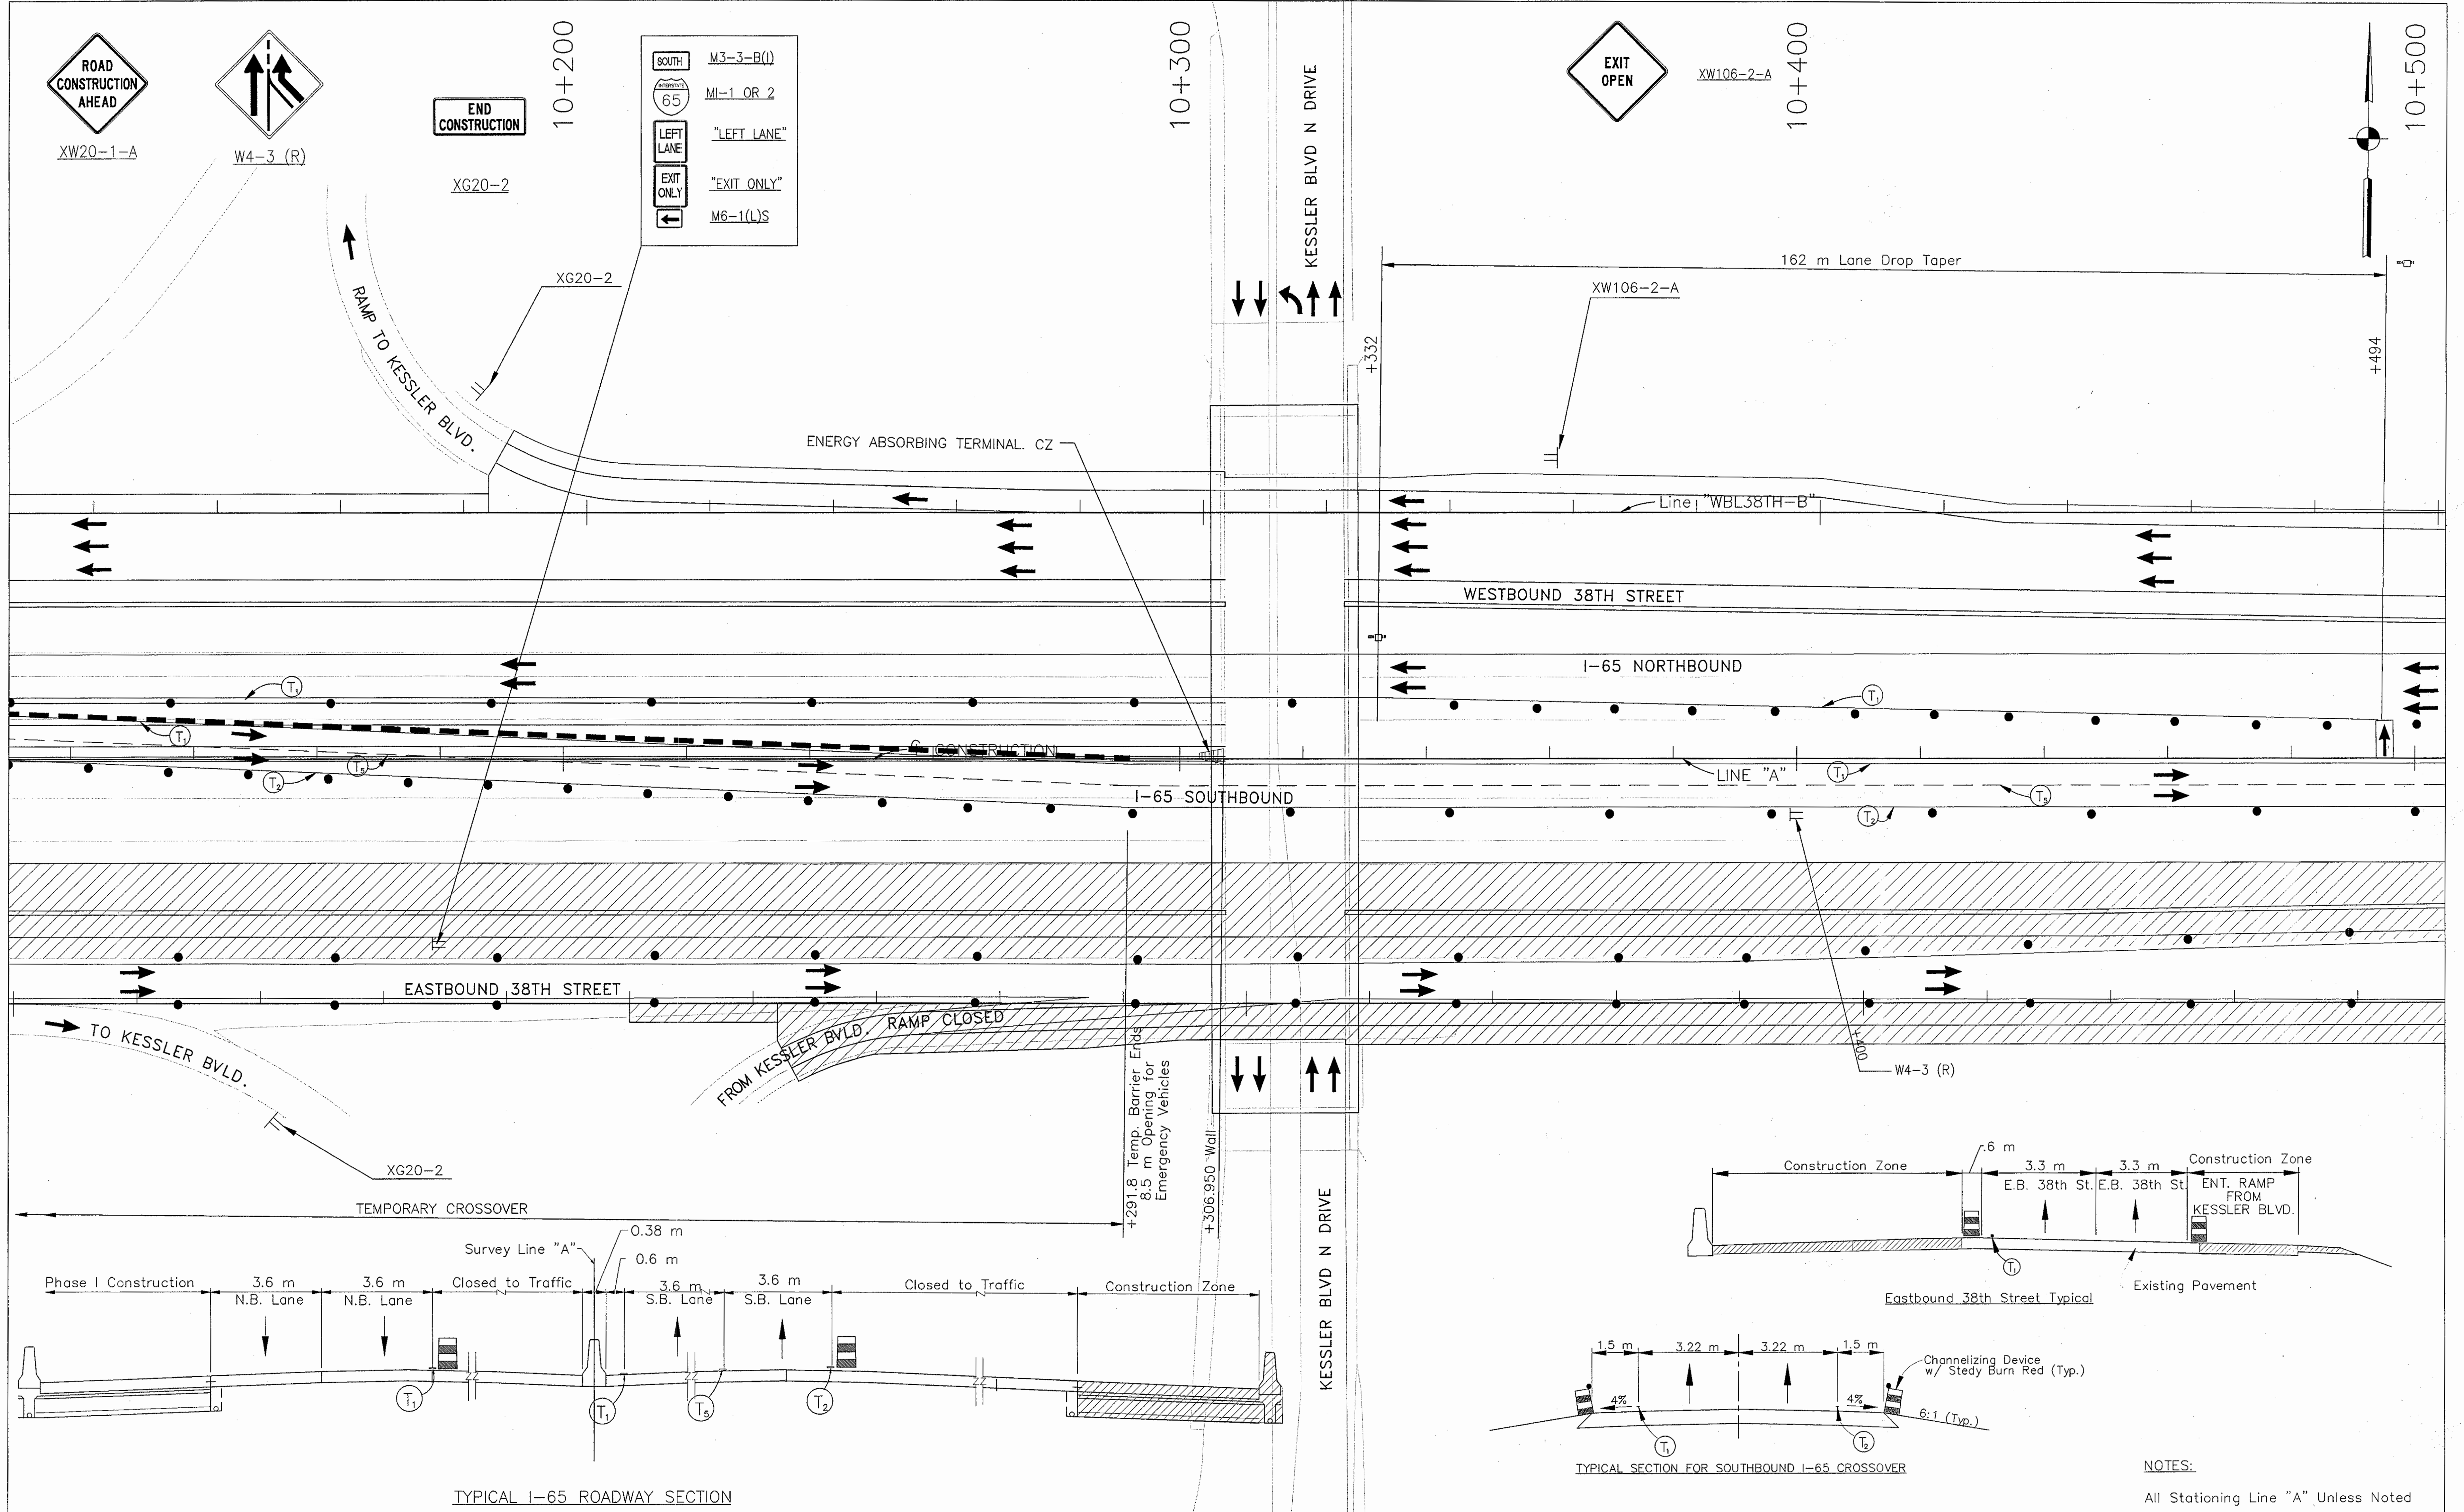 ROAD
CONSTRUCTION
AHEAD
XW20-1-A
W4-3 (R)
END
CONSTRUCTION
XG20-2
10+200
SOUTH M3-3-B(I)
INTERSTATE
65
MI-1 OR 2
LEFT
LANE
"LEFT LANE"
EXIT
ONLY
"EXIT ONLY"
M6-1(L)S
10+300
KESSLER BLVD N DRIVE
EXIT
OPEN
XW106-2-A
10+400
10+500
162 m Lane Drop Taper
XG20-2
XW106-2-A
RAMP TO KESSLER BLVD.
+332
+494
ENERGY ABSORBING TERMINAL. CZ
Line "WBL38TH-B"
WESTBOUND 38TH STREET
I-65 NORTHBOUND
T1
T1
T1
℄ CONSTRUCTION
T5
T2
LINE "A"
T1
I-65 SOUTHBOUND
T5
T2
EASTBOUND 38TH STREET
TO KESSLER BVLD.
FROM KESSLER BVLD. RAMP CLOSED
+400
W4-3 (R)
XG20-2
+291.8 Temp. Barrier Ends
8.5 m Opening for
Emergency Vehicles
+306.950 Wall
KESSLER BLVD N DRIVE
TEMPORARY CROSSOVER
Survey Line "A"
0.38 m
0.6 m
Phase I Construction
3.6 m
N.B. Lane
3.6 m
N.B. Lane
Closed to Traffic
3.6 m
S.B. Lane
3.6 m
S.B. Lane
Closed to Traffic
Construction Zone
T1
T1
T5
T2
TYPICAL I-65 ROADWAY SECTION
Construction Zone
.6 m
3.3 m
E.B. 38th St.
3.3 m
E.B. 38th St.
Construction Zone
ENT. RAMP
FROM
KESSLER BLVD.
T1
Existing Pavement
Eastbound 38th Street Typical
1.5 m
3.22 m
3.22 m
1.5 m
Channelizing Device
w/ Stedy Burn Red (Typ.)
4%
4%
6:1 (Typ.)
T1
T2
TYPICAL SECTION FOR SOUTHBOUND I-65 CROSSOVER
NOTES:
All Stationing Line "A" Unless Noted